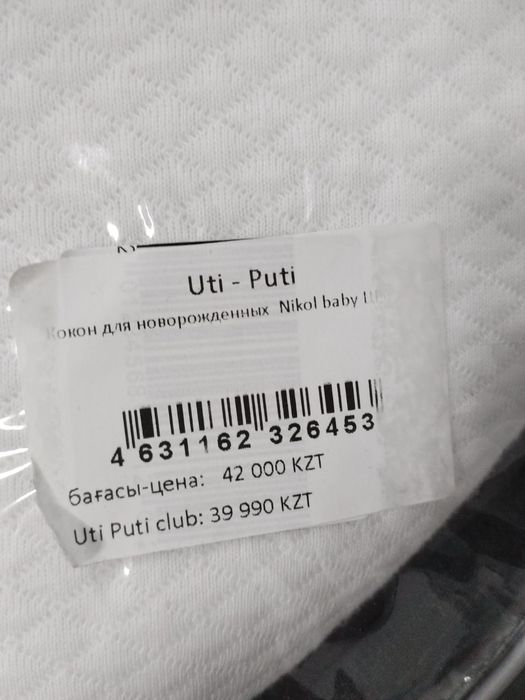 Uti - Puti
Кокон для новорожденных Nikol baby
4 631162 326453
бағасы-цена: 42 000 KZT
Uti Puti club: 39 990 KZT